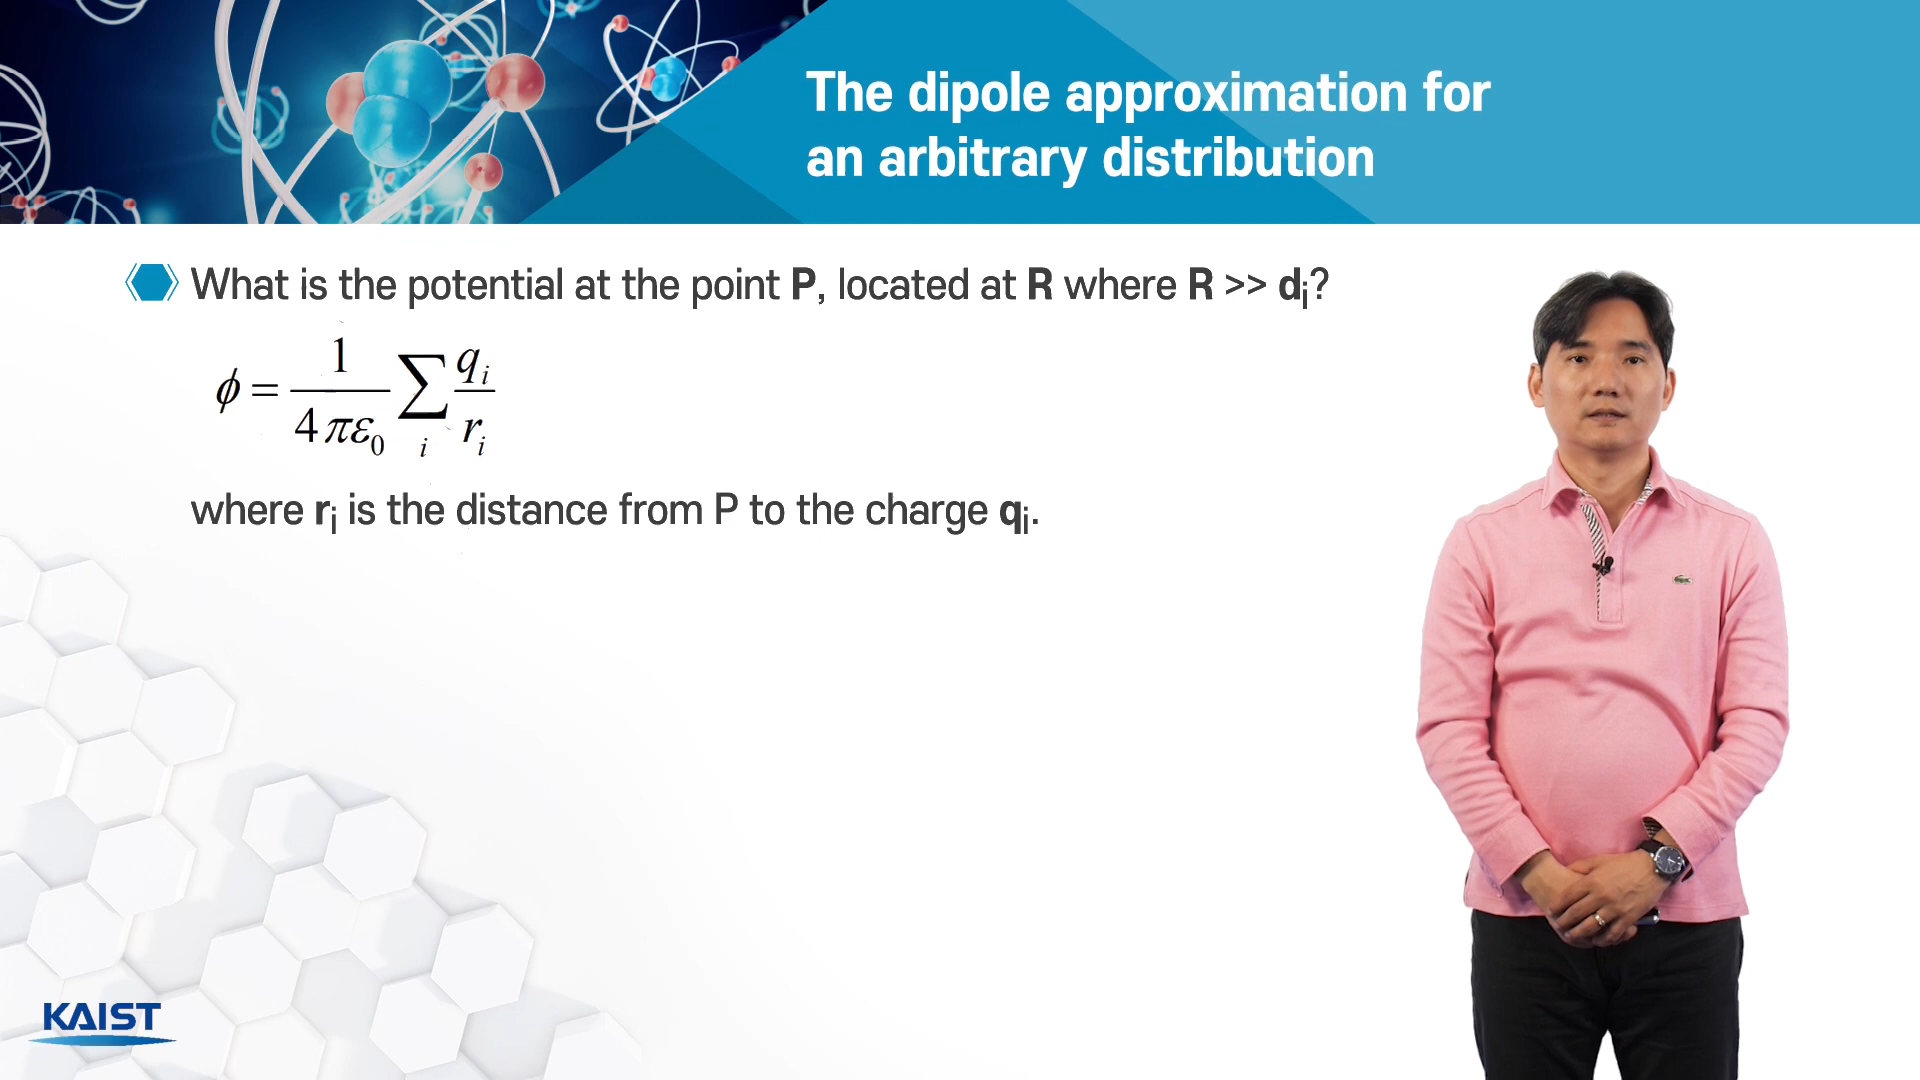 The dipole approximation for
an arbitrary distribution
What is the potential at the point P, located at R where R >> dᵢ?
ϕ = 1/(4πε₀) ∑ᵢ qᵢ/rᵢ
where rᵢ is the distance from P to the charge qᵢ.
KAIST